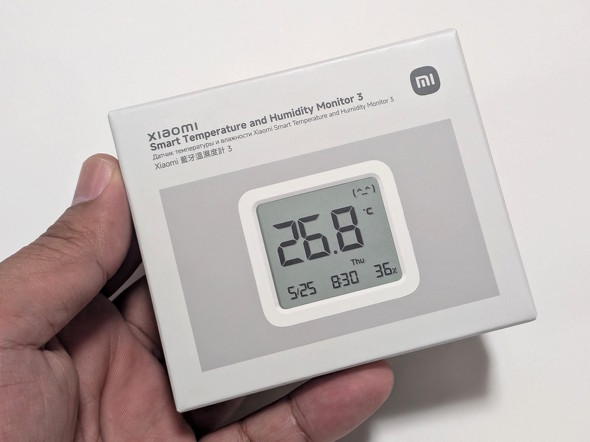 mi
xiaomi
Smart Temperature and Humidity Monitor 3
Датчик температуры и влажности Xiaomi Smart Temperature and Humidity Monitor 3
Xiaomi 藍牙溫濕度計 3
(^_^)
26.8 °C
Thu
5/25 8:30 36%